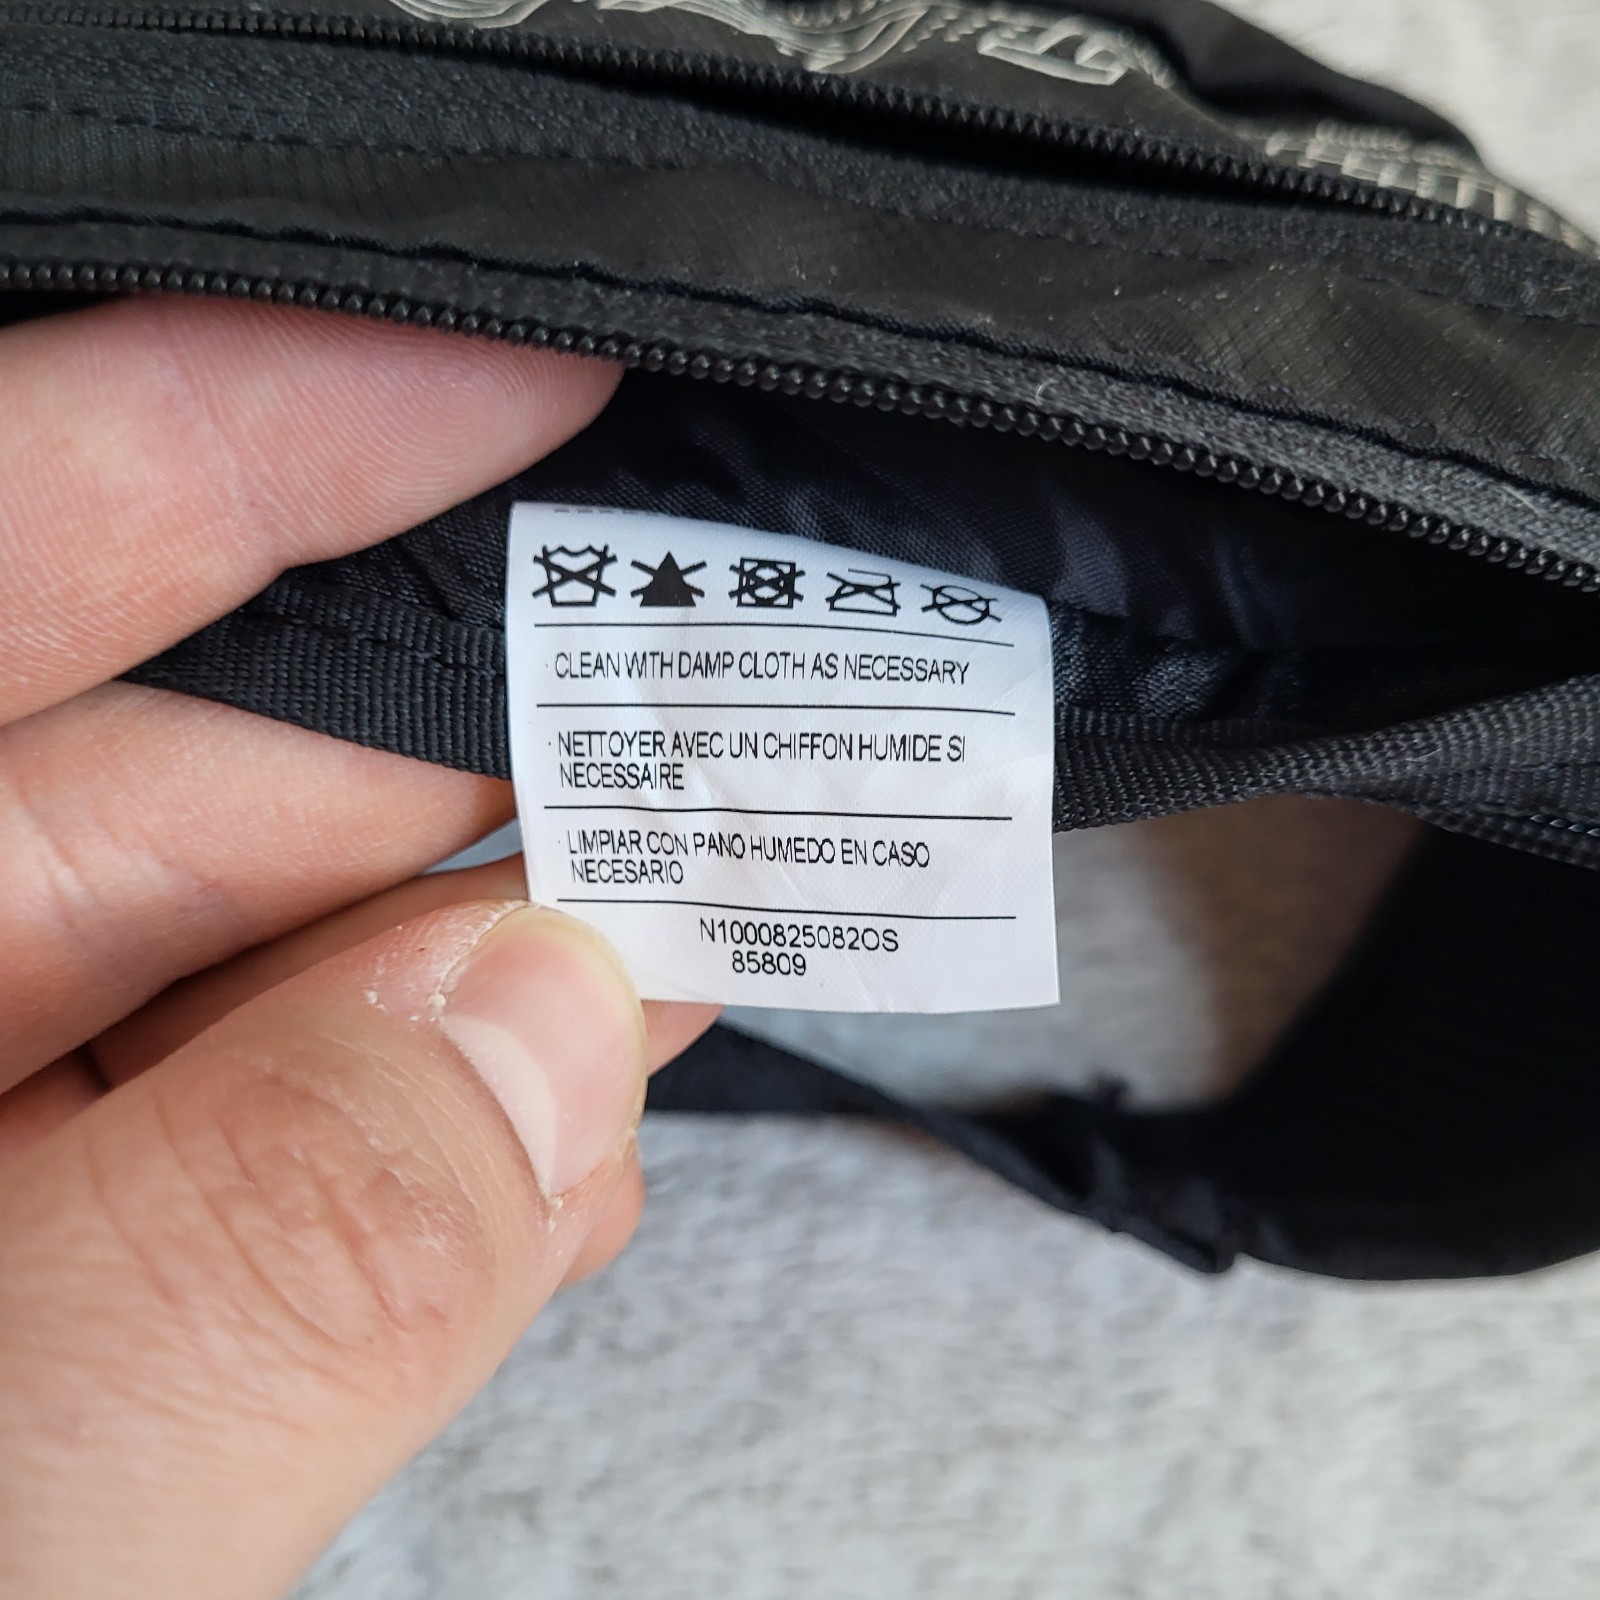 · CLEAN WITH DAMP CLOTH AS NECESSARY
· NETTOYER AVEC UN CHIFFON HUMIDE SI
NECESSAIRE
· LIMPIAR CON PANO HUMEDO EN CASO
NECESARIO
N1000825082OS
85809